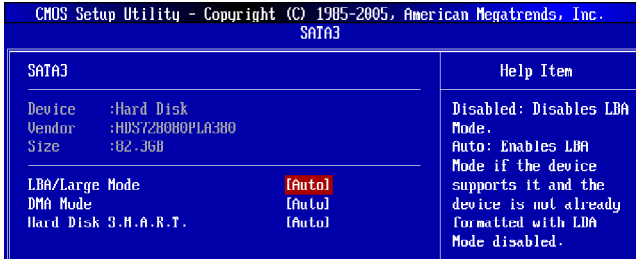 CMOS Setup Utility - Copyright (C) 1985-2005, American Megatrends, Inc.
SATA3
SATA3
Device :Hard Disk
Vendor :HDS728080PLA380
Size :82.3GB
LBA/Large Mode [Auto]
DMA Mode [Auto]
Hard Disk S.M.A.R.T. [Auto]
Help Item
Disabled: Disables LBA
Mode.
Auto: Enables LBA
Mode if the device
supports it and the
device is not already
formatted with LBA
Mode disabled.